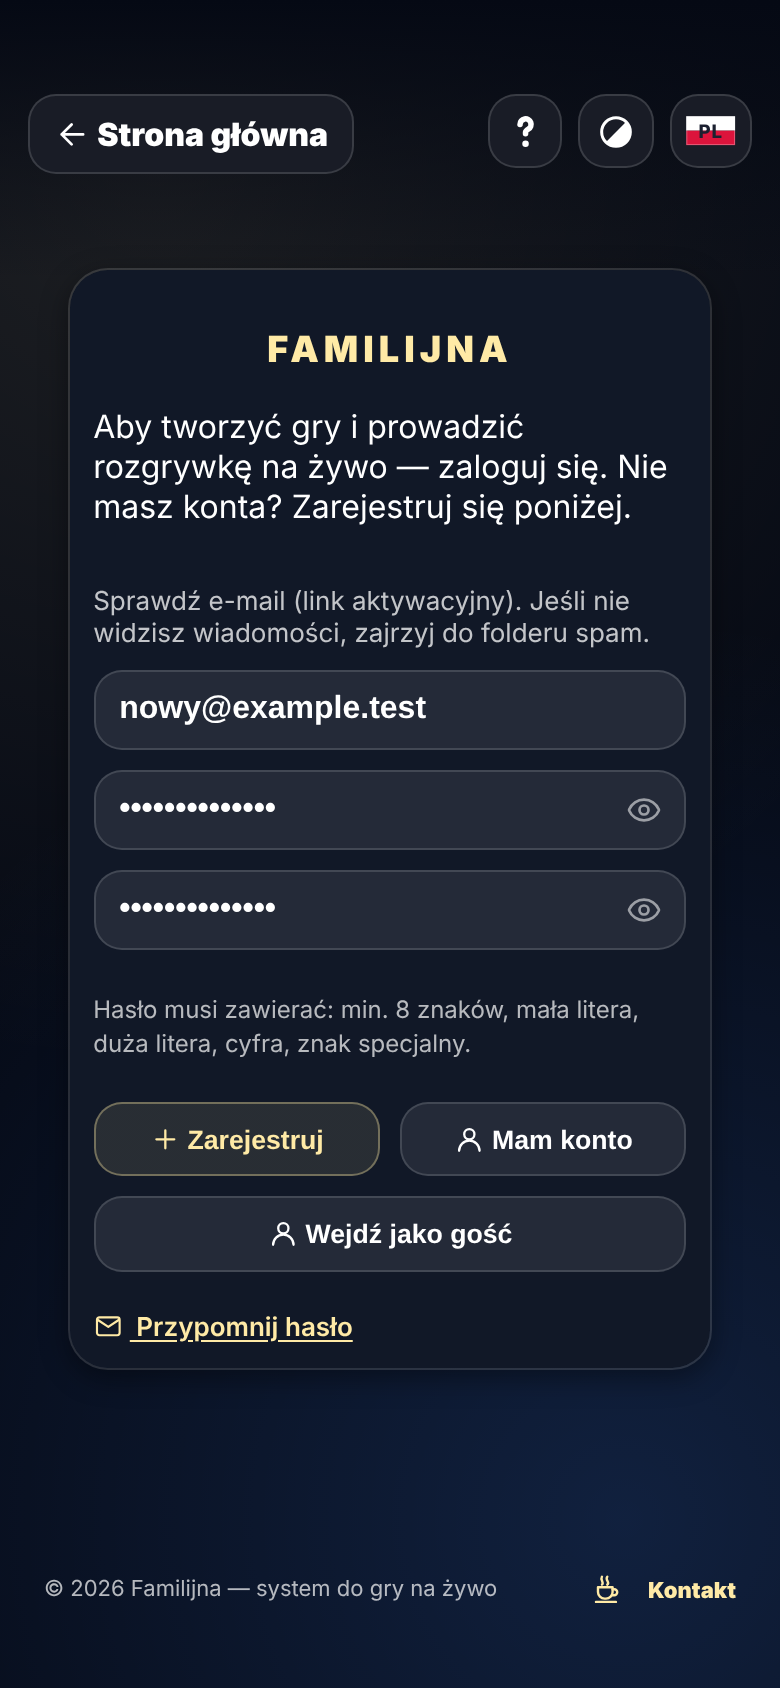 Strona główna
?
PL
FAMILIJNA
Aby tworzyć gry i prowadzić
rozgrywkę na żywo — zaloguj się. Nie
masz konta? Zarejestruj się poniżej.
Sprawdź e-mail (link aktywacyjny). Jeśli nie
widzisz wiadomości, zajrzyj do folderu spam.
nowy@example.test
••••••••••••••
••••••••••••••
Hasło musi zawierać: min. 8 znaków, mała litera,
duża litera, cyfra, znak specjalny.
Zarejestruj
Mam konto
Wejdź jako gość
Przypomnij hasło
© 2026 Familijna — system do gry na żywo
Kontakt